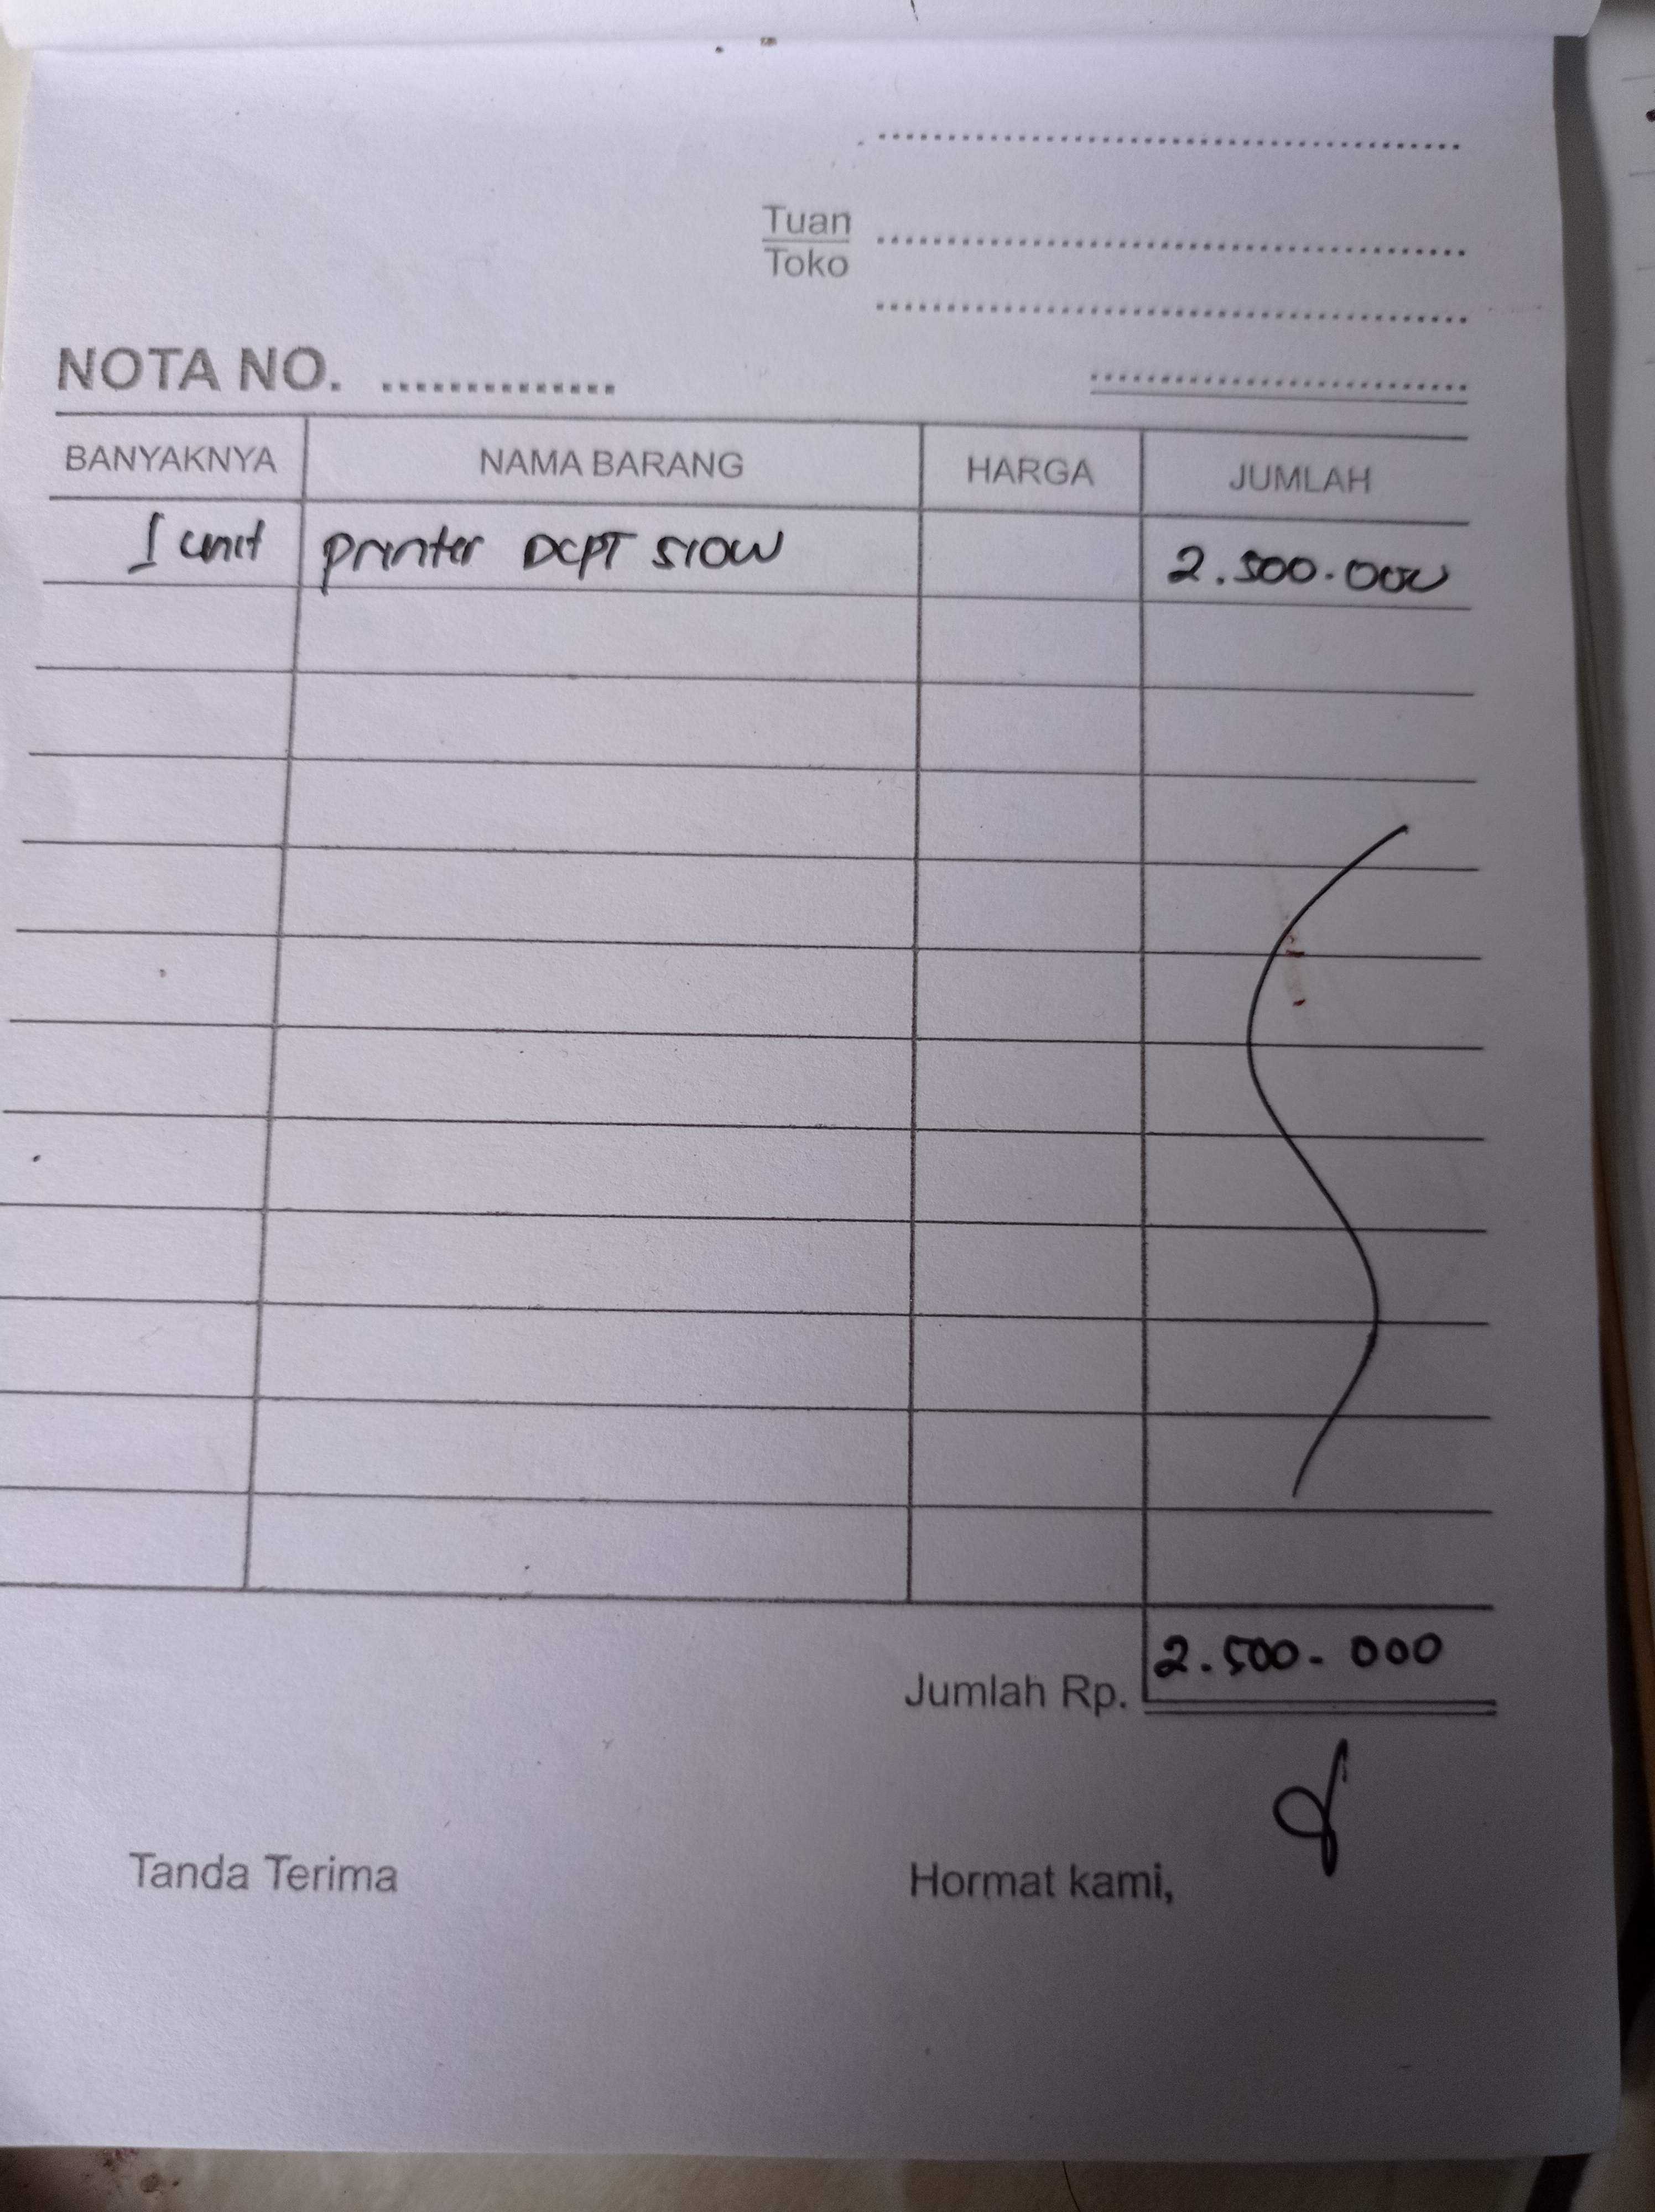 Tuan
Toko
NOTA NO. ...............
BANYAKNYA NAMA BARANG HARGA JUMLAH
1 unit printer DCPT 510W 2.500.000
Jumlah Rp. 2.500.000
Tanda Terima Hormat kami,